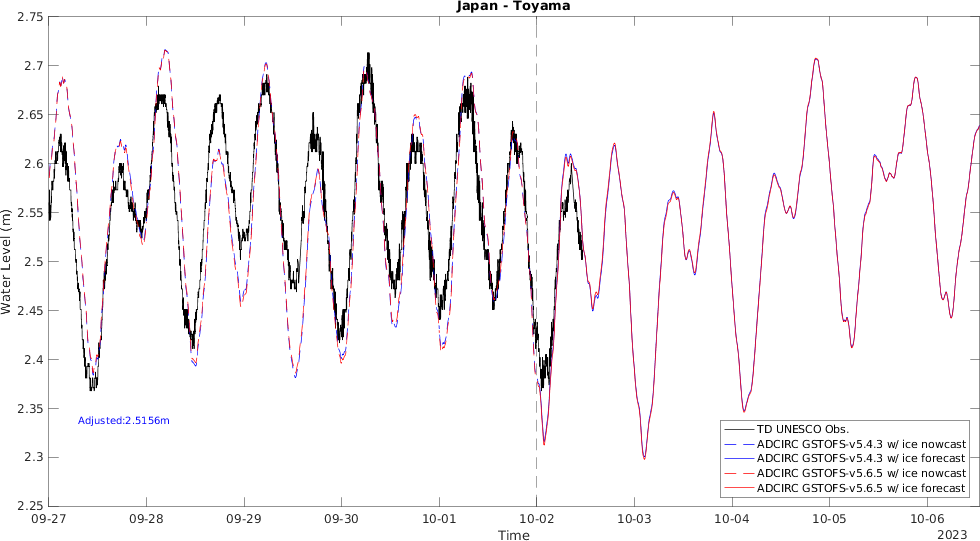 Japan - Toyama
2.75
2.7
2.65
2.6
2.55
2.5
2.45
2.4
2.35
2.3
2.25
Water Level (m)
Adjusted:2.5156m
TD UNESCO Obs.
ADCIRC GSTOFS-v5.4.3 w/ ice nowcast
ADCIRC GSTOFS-v5.4.3 w/ ice forecast
ADCIRC GSTOFS-v5.6.5 w/ ice nowcast
ADCIRC GSTOFS-v5.6.5 w/ ice forecast
09-27 09-28 09-29 09-30 10-01 10-02 10-03 10-04 10-05 10-06
Time
2023